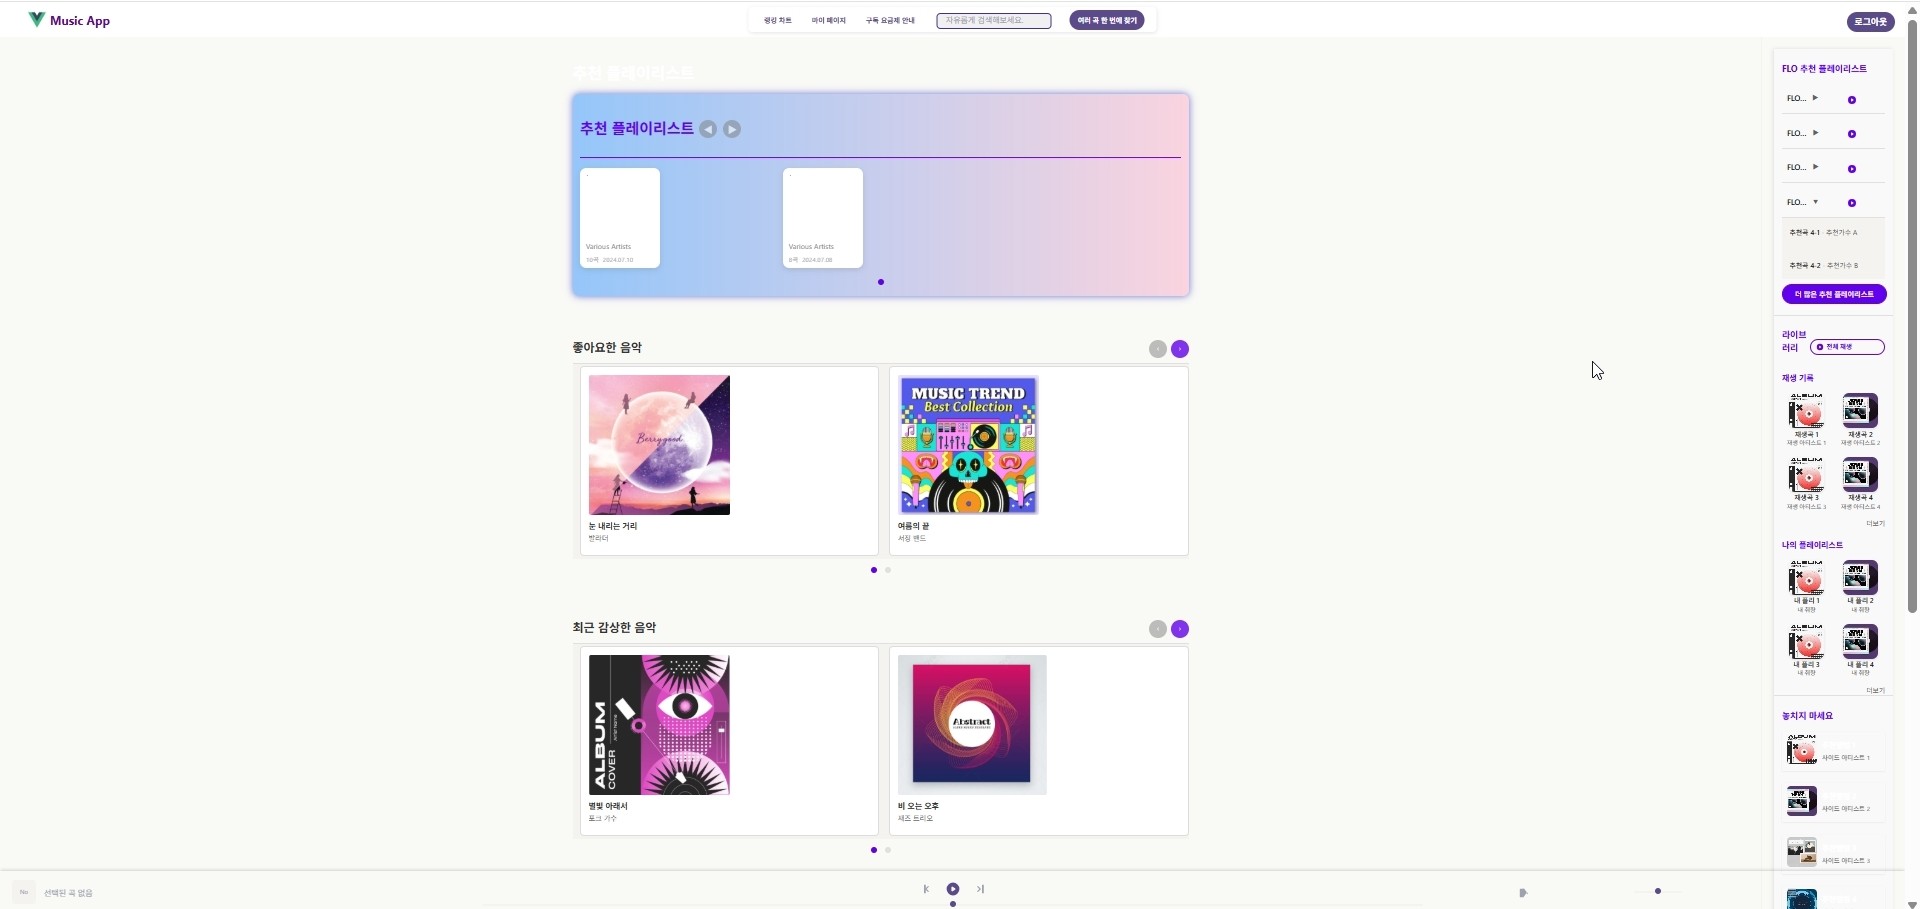 Music App
랭킹 차트
마이 페이지
구독 요금제 안내
자유롭게 검색해보세요.
여러 곡 한 번에 찾기
로그아웃
추천 플레이리스트
추천 플레이리스트
Various Artists
10곡 2024.07.10
Various Artists
8곡 2024.07.08
좋아요한 음악
Berrygood
눈 내리는 거리
발라더
MUSIC TREND
Best Collection
여름의 끝
서정 밴드
최근 감상한 음악
ALBUM
COVER
별빛 아래서
포크 가수
Abstract
비 오는 오후
재즈 트리오
FLO 추천 플레이리스트
FLO...
FLO...
FLO...
FLO...
추천곡 4-1 · 추천가수 A
추천곡 4-2 · 추천가수 B
더 많은 추천 플레이리스트
라이브
러리
전체 재생
재생 기록
재생곡 1
재생 아티스트 1
재생곡 2
재생 아티스트 2
재생곡 3
재생 아티스트 3
재생곡 4
재생 아티스트 4
더보기
나의 플레이리스트
내 플리 1
내 취향
내 플리 2
내 취향
내 플리 3
내 취향
내 플리 4
내 취향
더보기
놓치지 마세요
사이드 아티스트 1
사이드 아티스트 2
사이드 아티스트 3
No
선택된 곡 없음